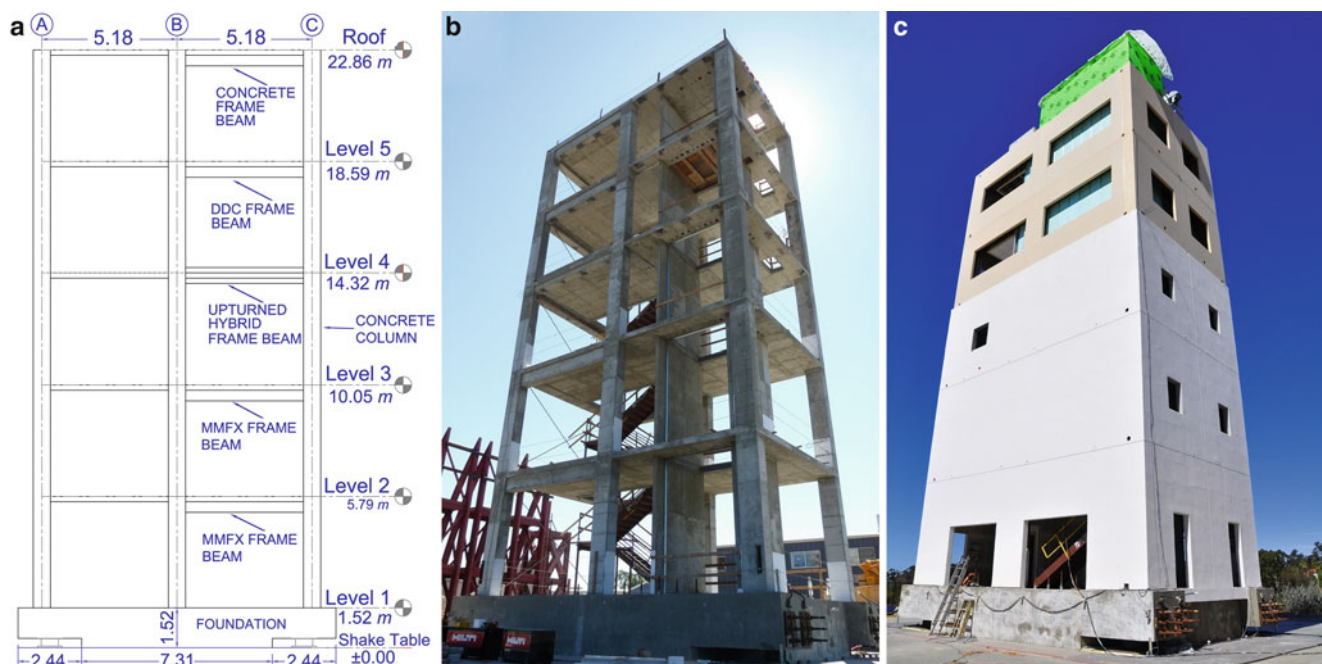 a
A
B
C
5.18
5.18
Roof
22.86 m
CONCRETE
FRAME
BEAM
Level 5
18.59 m
DDC FRAME
BEAM
Level 4
14.32 m
UPTURNED
HYBRID
FRAME BEAM
CONCRETE
COLUMN
Level 3
10.05 m
MMFX FRAME
BEAM
Level 2
5.79 m
MMFX FRAME
BEAM
Level 1
1.52 m
1.52
FOUNDATION
Shake Table
±0.00
2.44
7.31
2.44
b
HILTI
HILTI
c